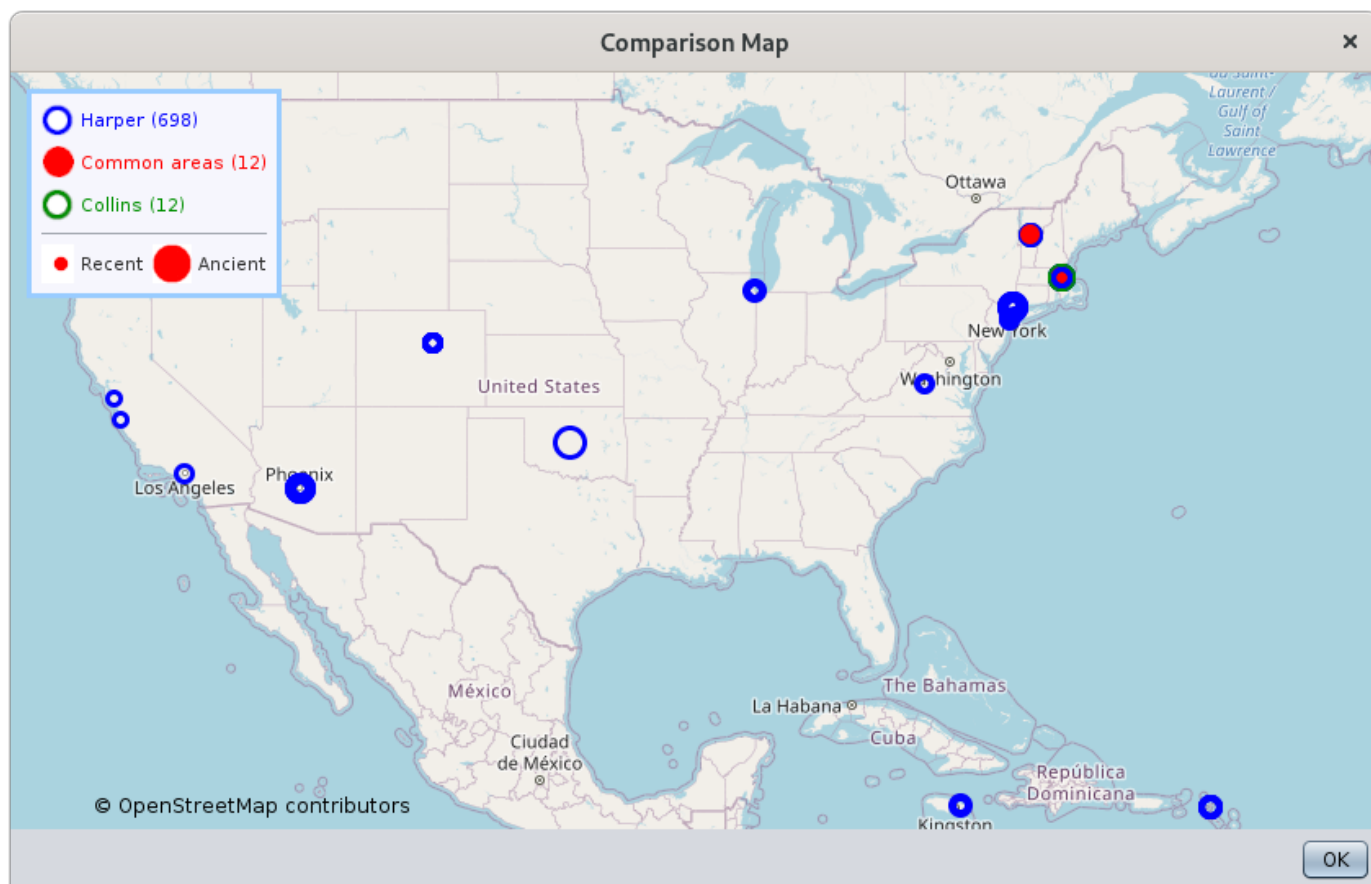 Comparison Map
×
du Saint-
Laurent /
Gulf of
Saint
Lawrence
Harper (698)
Common areas (12)
Collins (12)
Recent
Ancient
Ottawa
New York
Washington
United States
Phoenix
Los Angeles
México
La Habana
The Bahamas
Cuba
Ciudad
de México
República
Dominicana
© OpenStreetMap contributors
Kingston
OK